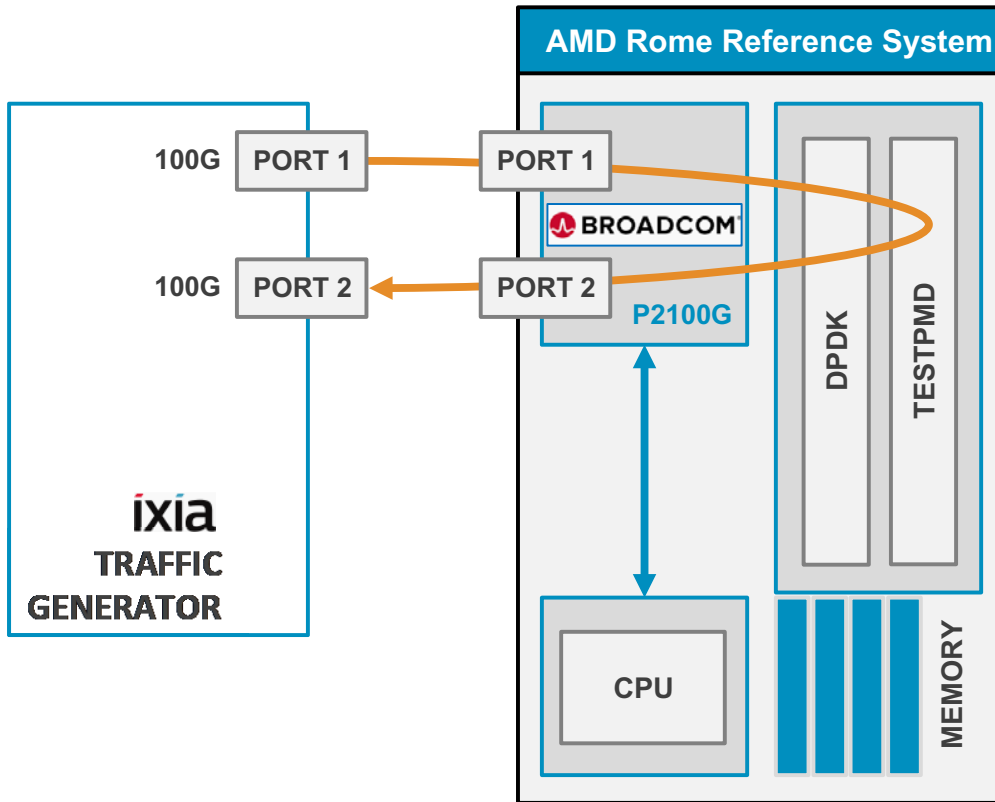 AMD Rome Reference System
100G
PORT 1
PORT 1
BROADCOM®
100G
PORT 2
PORT 2
P2100G
DPDK
TESTPMD
ixia
TRAFFIC
GENERATOR
CPU
MEMORY